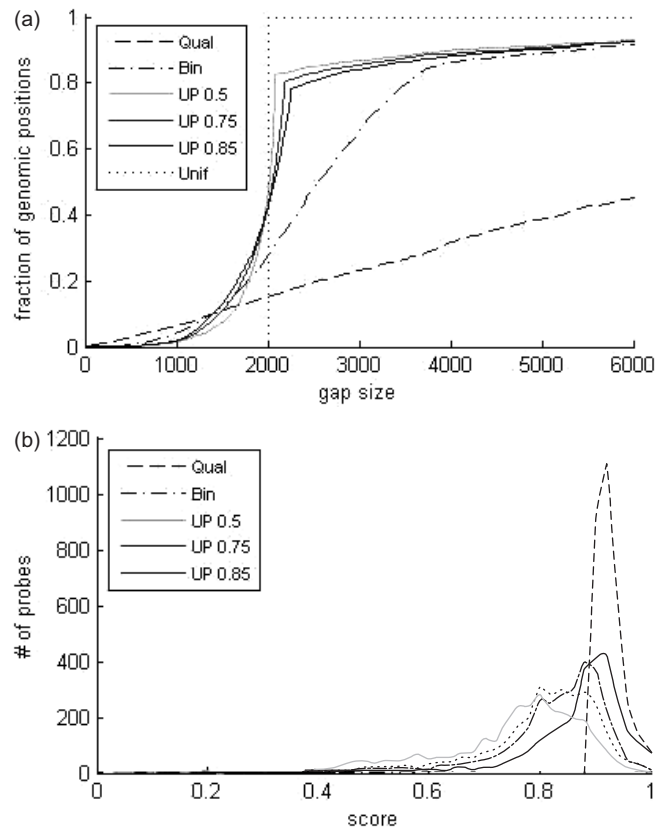 (a)
1
0.8
0.6
0.4
0.2
0
fraction of genomic positions
Qual
Bin
UP 0.5
UP 0.75
UP 0.85
Unif
0 1000 2000 3000 4000 5000 6000
gap size
(b)
1200
1000
800
600
400
200
0
# of probes
Qual
Bin
UP 0.5
UP 0.75
UP 0.85
0 0.2 0.4 0.6 0.8 1
score